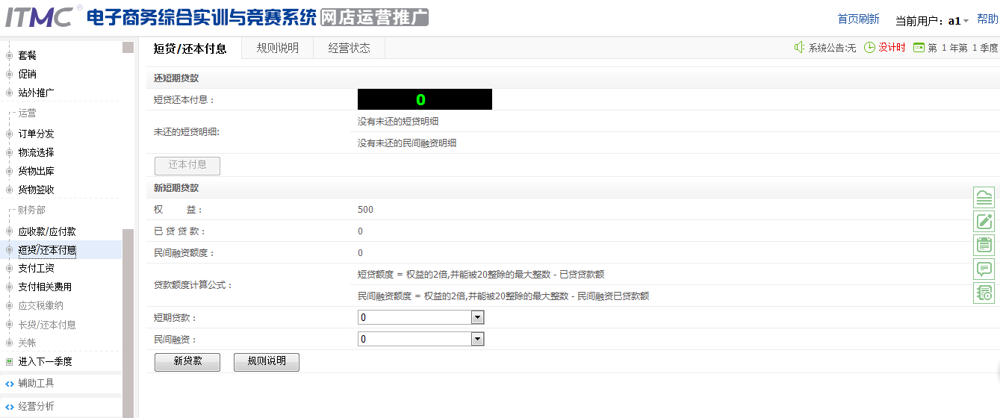 ITMC® 电子商务综合实训与竞赛系统 网店运营推广
首页刷新 当前用户：a1 帮助
套餐
促销
站外推广
运营
订单分发
物流选择
货物出库
货物签收
财务部
应收款/应付款
短贷/还本付息
支付工资
支付相关费用
应交税缴纳
长贷/还本付息
关帐
进入下一季度
辅助工具
经营分析
短贷/还本付息 规则说明 经营状态
系统公告:无 没计时 第 1 年第 1 季度
还短期贷款
短贷还本付息： 0
未还的短贷明细:
没有未还的短贷明细
没有未还的民间融资明细
还本付息
新短期贷款
权 益： 500
已 贷 贷 款： 0
民间融资额度： 0
贷款额度计算公式：
短贷额度 = 权益的2倍,并能被20整除的最大整数 - 已贷贷款额
民间融资额度 = 权益的2倍,并能被20整除的最大整数 - 民间融资已贷款额
短期贷款： 0
民间融资： 0
新贷款 规则说明